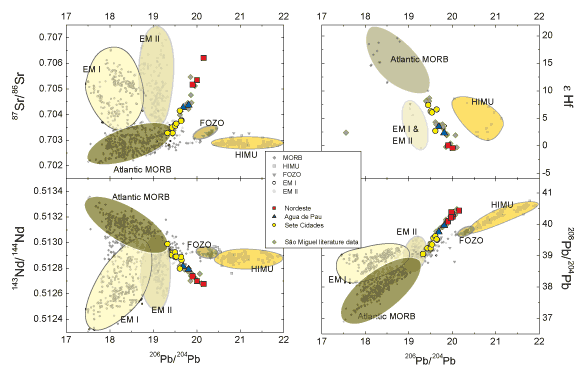 17 18 19 20 21 22
17 18 19 20 21 22
0.707
0.706
0.705
0.704
0.703
0.702
87Sr/86Sr
EM I
EM II
FOZO
Atlantic MORB
HIMU
20
15
10
5
0
ε Hf
Atlantic MORB
HIMU
EM I &
EM II
MORB
HIMU
FOZO
EM I
EM II
Nordeste
Agua de Pau
Sete Cidades
São Miguel literature data
0.5134
0.5132
0.5130
0.5128
0.5126
0.5124
143Nd/144Nd
Atlantic MORB
FOZO
HIMU
EM I
EM II
41
40
39
38
37
36
206Pb/204Pb
HIMU
EM II
FOZO
EM I
Atlantic MORB
17 18 19 20 21 22
206Pb/204Pb
17 18 19 20 21 22
206Pb/204Pb